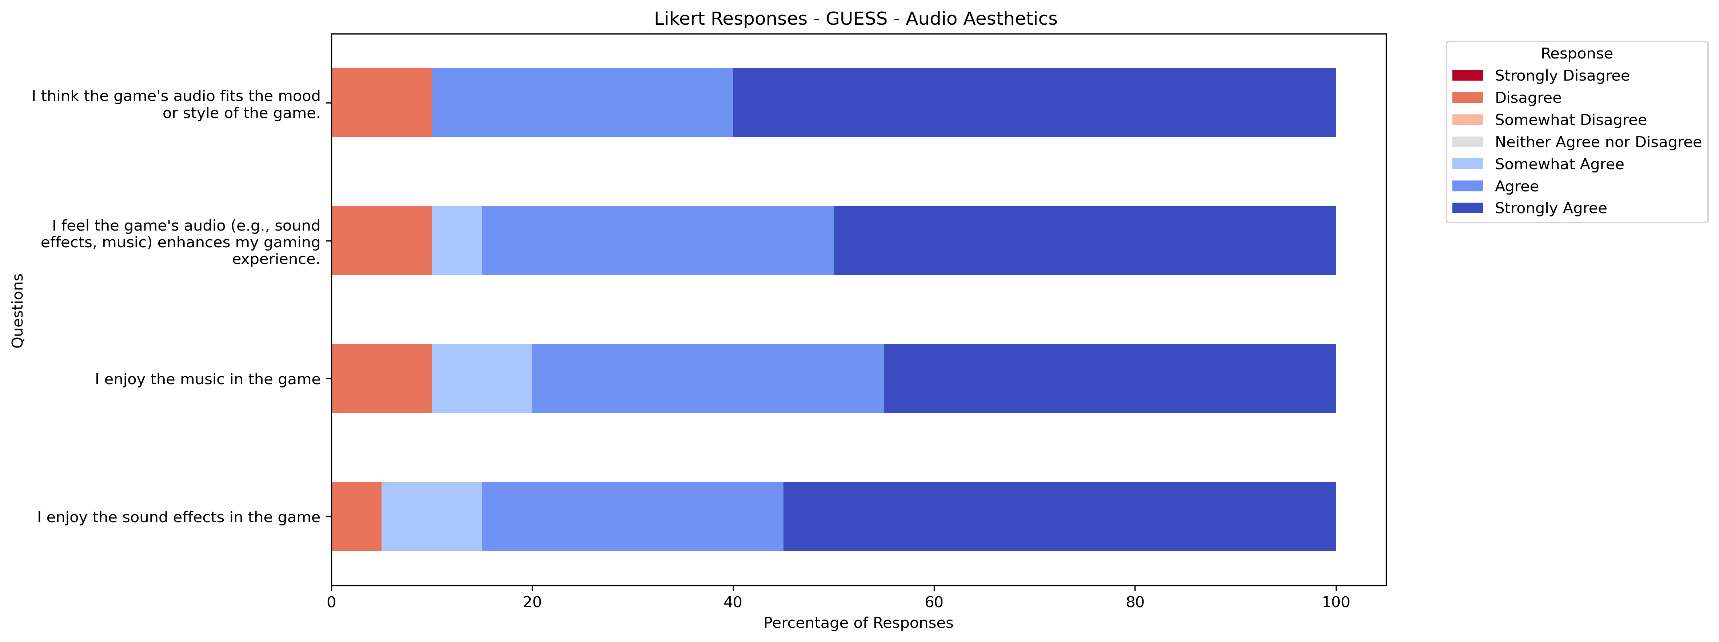 Likert Responses - GUESS - Audio Aesthetics
Questions
I think the game's audio fits the mood
or style of the game.
I feel the game's audio (e.g., sound
effects, music) enhances my gaming
experience.
I enjoy the music in the game
I enjoy the sound effects in the game
0 20 40 60 80 100
Percentage of Responses
Response
Strongly Disagree
Disagree
Somewhat Disagree
Neither Agree nor Disagree
Somewhat Agree
Agree
Strongly Agree